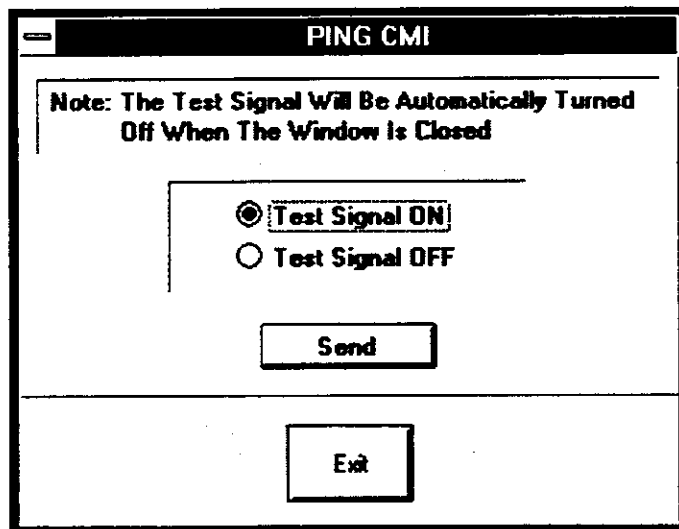 PING CMI
Note: The Test Signal Will Be Automatically Turned
Off When The Window Is Closed
Test Signal ON
Test Signal OFF
Send
Exit